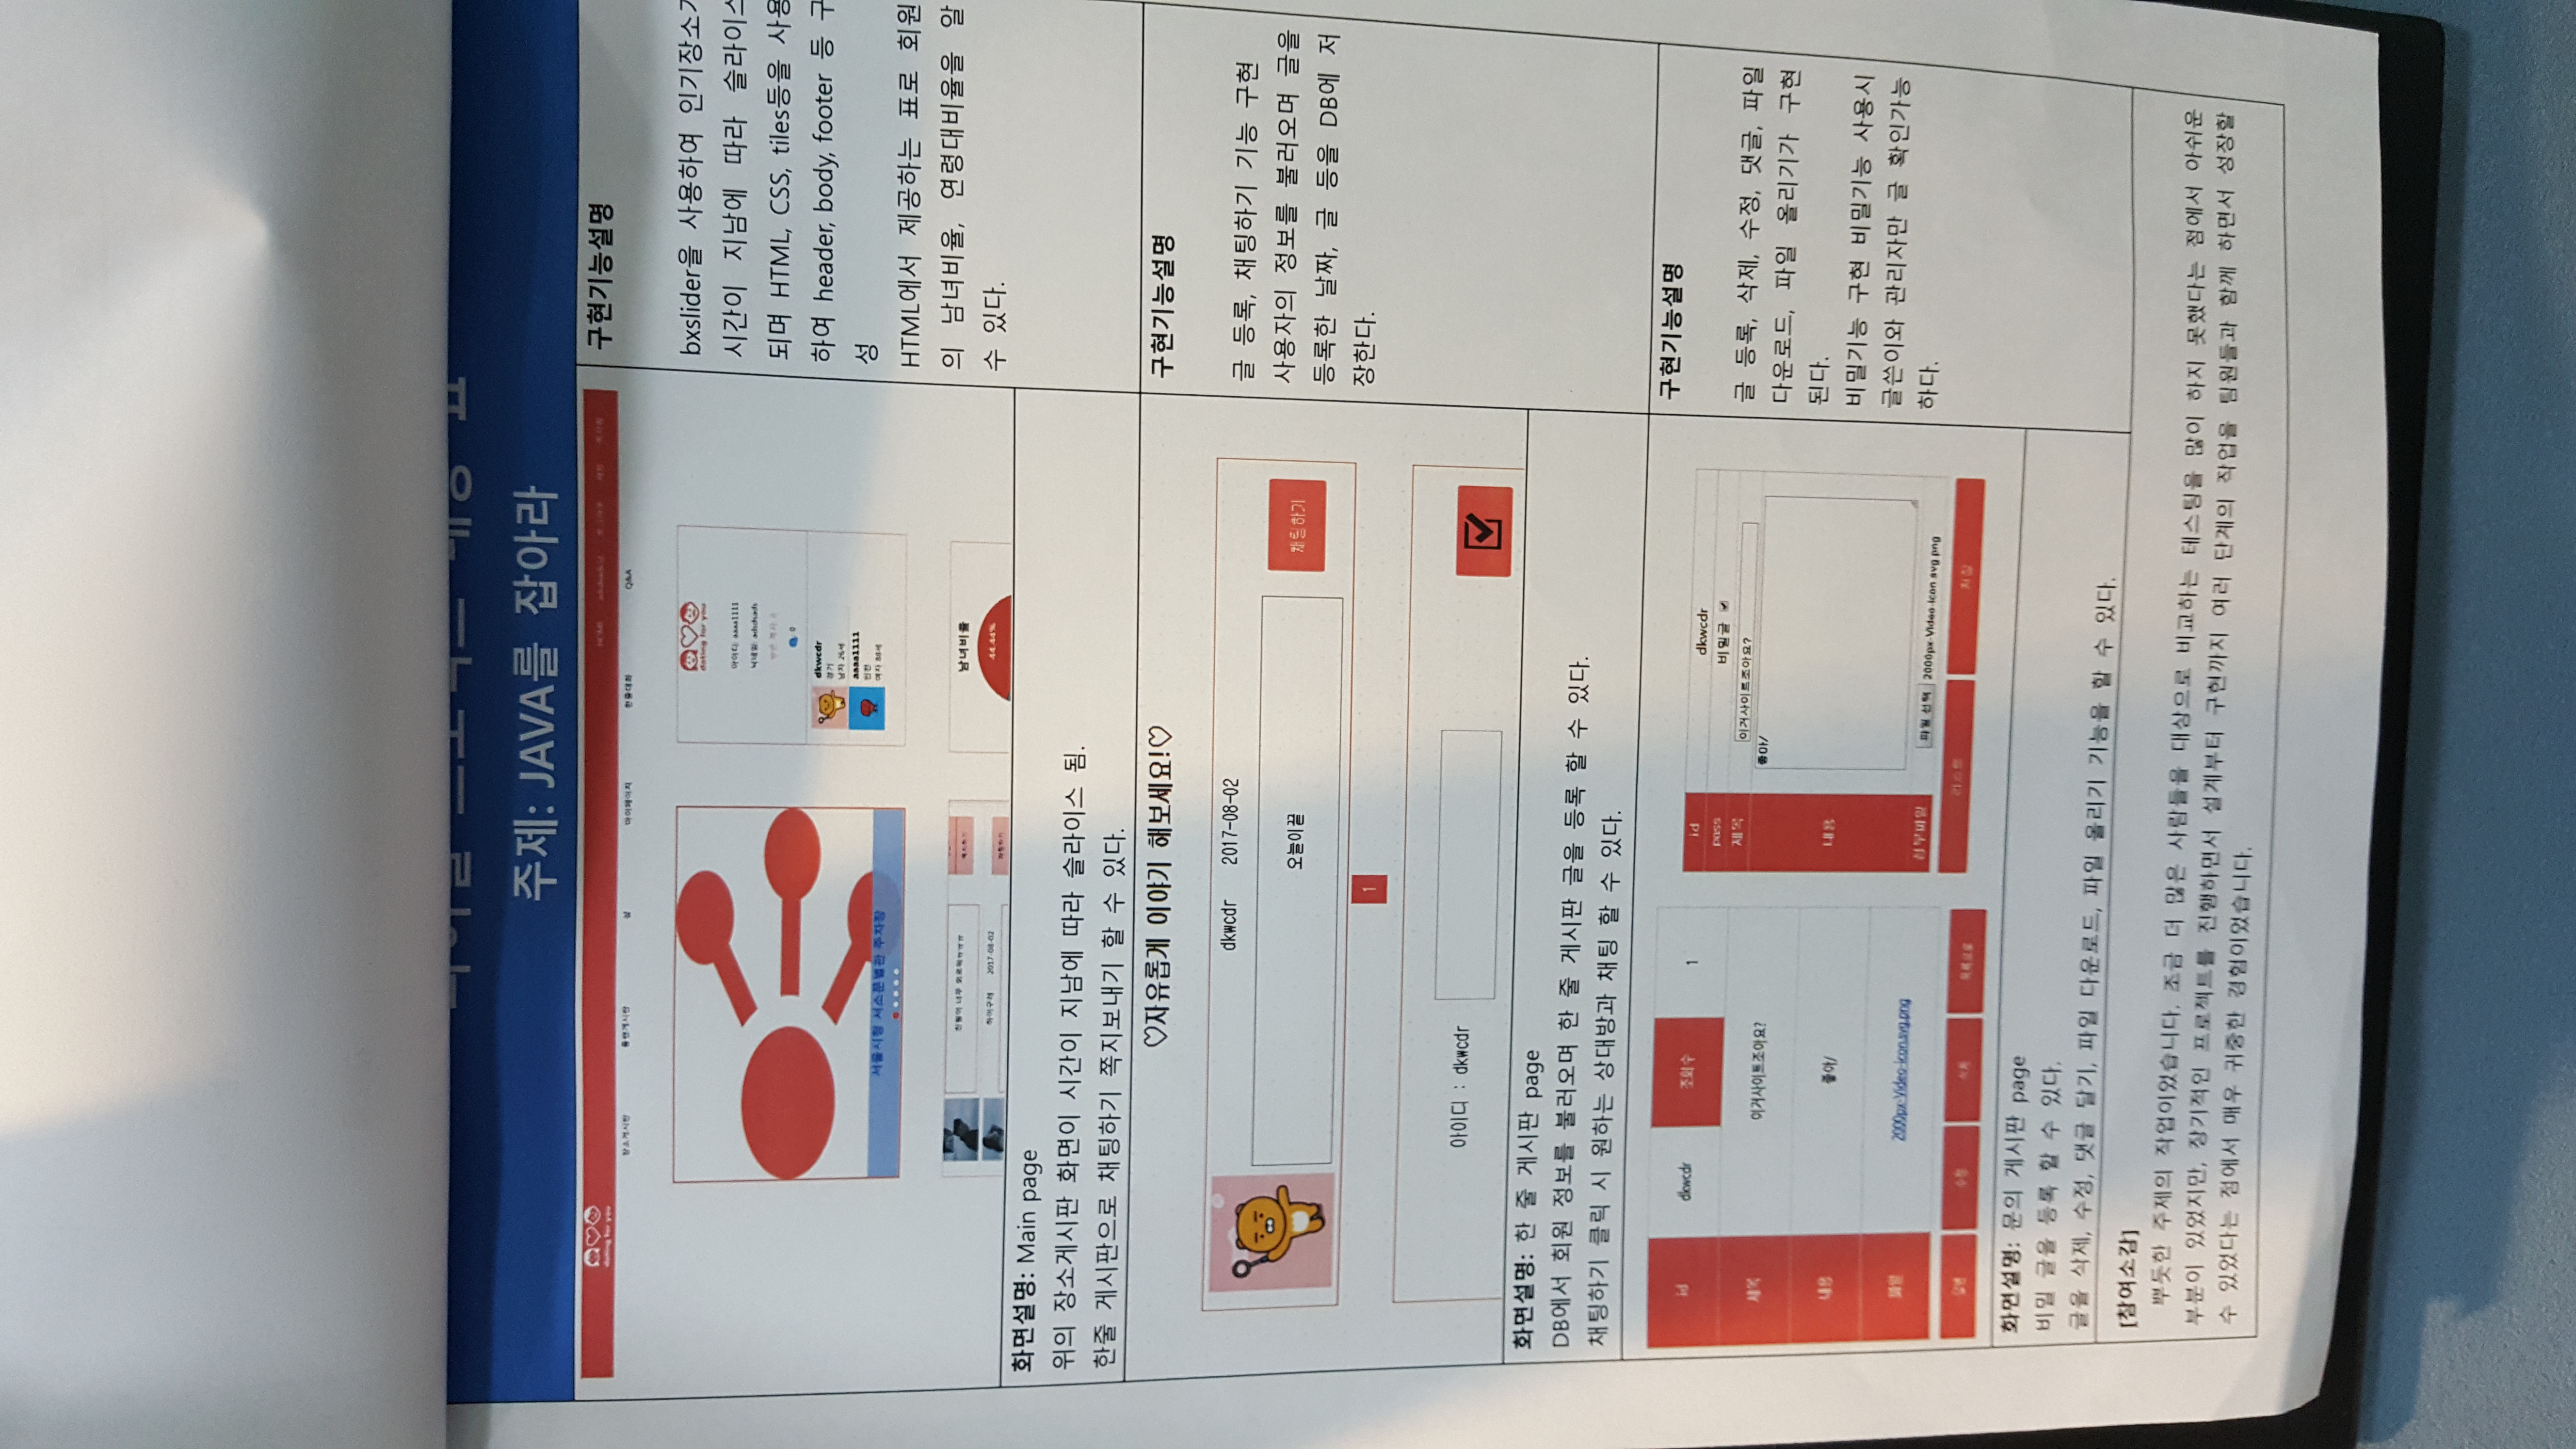 주제: JAVA를 잡아라
dating for you
HOME
장소게시판 플랜게시판 샵 마이페이지 한줄대화 Q&A
dating for you
아이디: aaaa1111
닉네임: adsdsads
0
dkwcdr
경기
남자 26세
aaaa1111
인천
여자 88세
서울시청 서소문별관 주차장
하이구려 2017-08-02
남녀비율
44.44%
구현기능설명
bxslider을 사용하여 인기장소가
시간이 지남에 따라 슬라이스
되며 HTML, CSS, tiles등을 사용
하여 header, body, footer 등 구
성
HTML에서 제공하는 표로 회원
의 남녀비율, 연령대비율을 알
수 있다.
화면설명: Main page
위의 장소게시판 화면이 시간이 지남에 따라 슬라이스 됨.
한줄 게시판으로 채팅하기 쪽지보내기 할 수 있다.
♡자유롭게 이야기 해보세요!♡
dkwcdr 2017-08-02
오늘이끝
채팅하기
1
아이디 : dkwcdr
구현기능설명
글 등록, 채팅하기 기능 구현
사용자의 정보를 불러오며 글을
등록한 날짜, 글 등을 DB에 저
장한다.
화면설명: 한 줄 게시판 page
DB에서 회원 정보를 불러오며 한 줄 게시판 글을 등록 할 수 있다.
채팅하기 클릭 시 원하는 상대방과 채팅 할 수 있다.
id dkwcdr 조회수 1
제목 이거사이트조아요?
내용 좋아/
파일 2000px-Video-icon.svg.png
답변 수정 삭제 목록으로
id dkwcdr
pass 비밀글
제목 이거사이트조아요?
내용 좋아/
첨부파일 파일 선택 2000px-Video-icon.svg.png
리스트 저장
구현기능설명
글 등록, 삭제, 수정, 댓글, 파일
다운로드, 파일 올리기가 구현
된다.
비밀기능 구현 비밀기능 사용시
글쓴이와 관리자만 글 확인가능
하다.
화면설명: 문의 게시판 page
비밀 글을 등록 할 수 있다.
글을 삭제, 수정, 댓글 달기, 파일 다운로드, 파일 올리기 기능을 할 수 있다.
[참여소감]
뿌듯한 주제의 작업이었습니다. 조금 더 많은 사람들을 대상으로 비교하는 테스팅을 많이 하지 못했다는 점에서 아쉬운
부분이 있었지만, 장기적인 프로젝트를 진행하면서 설계부터 구현까지 여러 단계의 작업을 팀원들과 함께 하면서 성장할
수 있었다는 점에서 매우 귀중한 경험이었습니다.